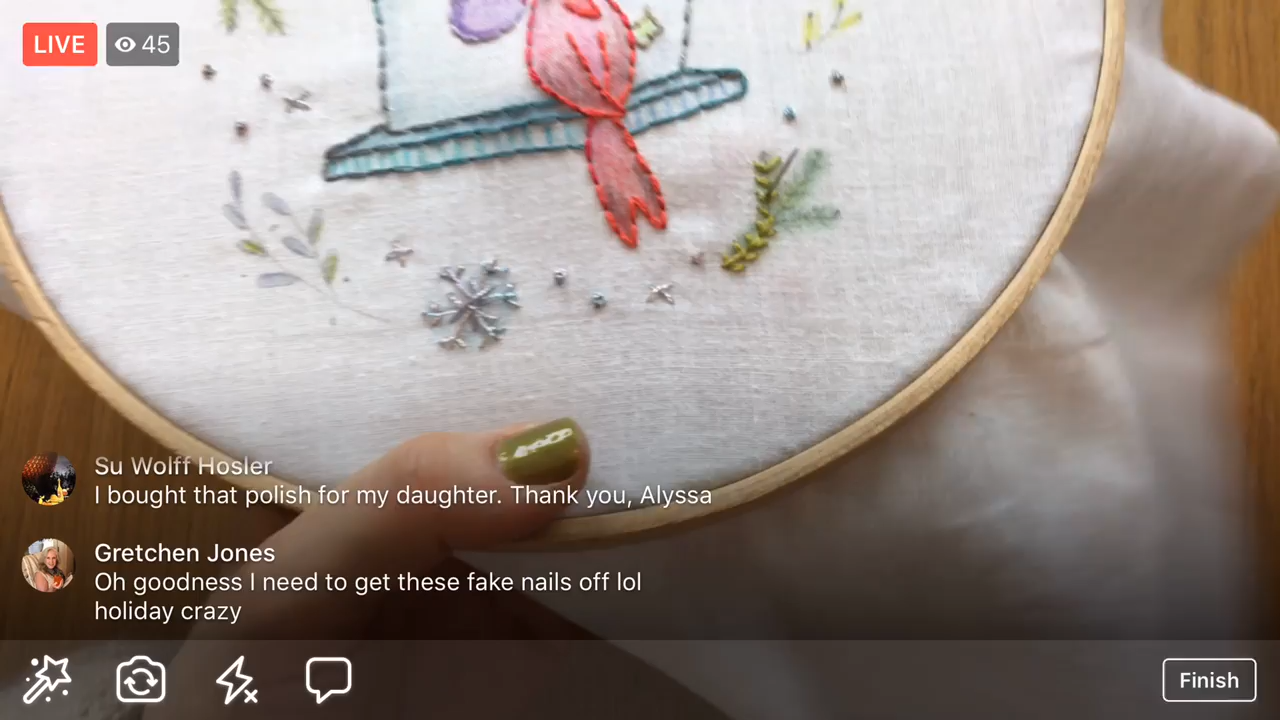 LIVE 45
Su Wolff Hosler
I bought that polish for my daughter. Thank you, Alyssa
Gretchen Jones
Oh goodness I need to get these fake nails off lol
holiday crazy
Finish